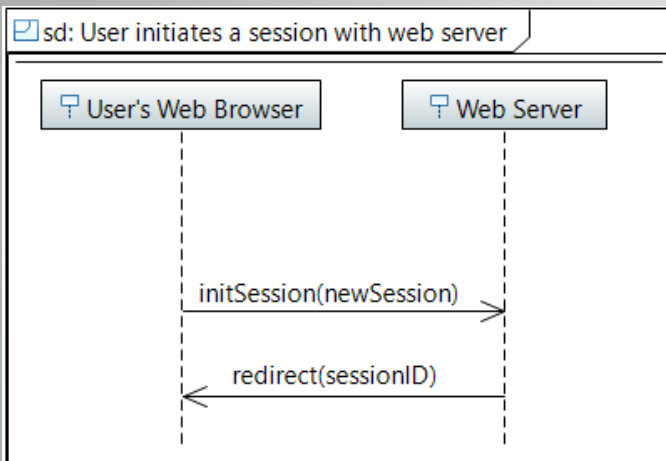 sd: User initiates a session with web server
User's Web Browser
Web Server
initSession(newSession)
redirect(sessionID)